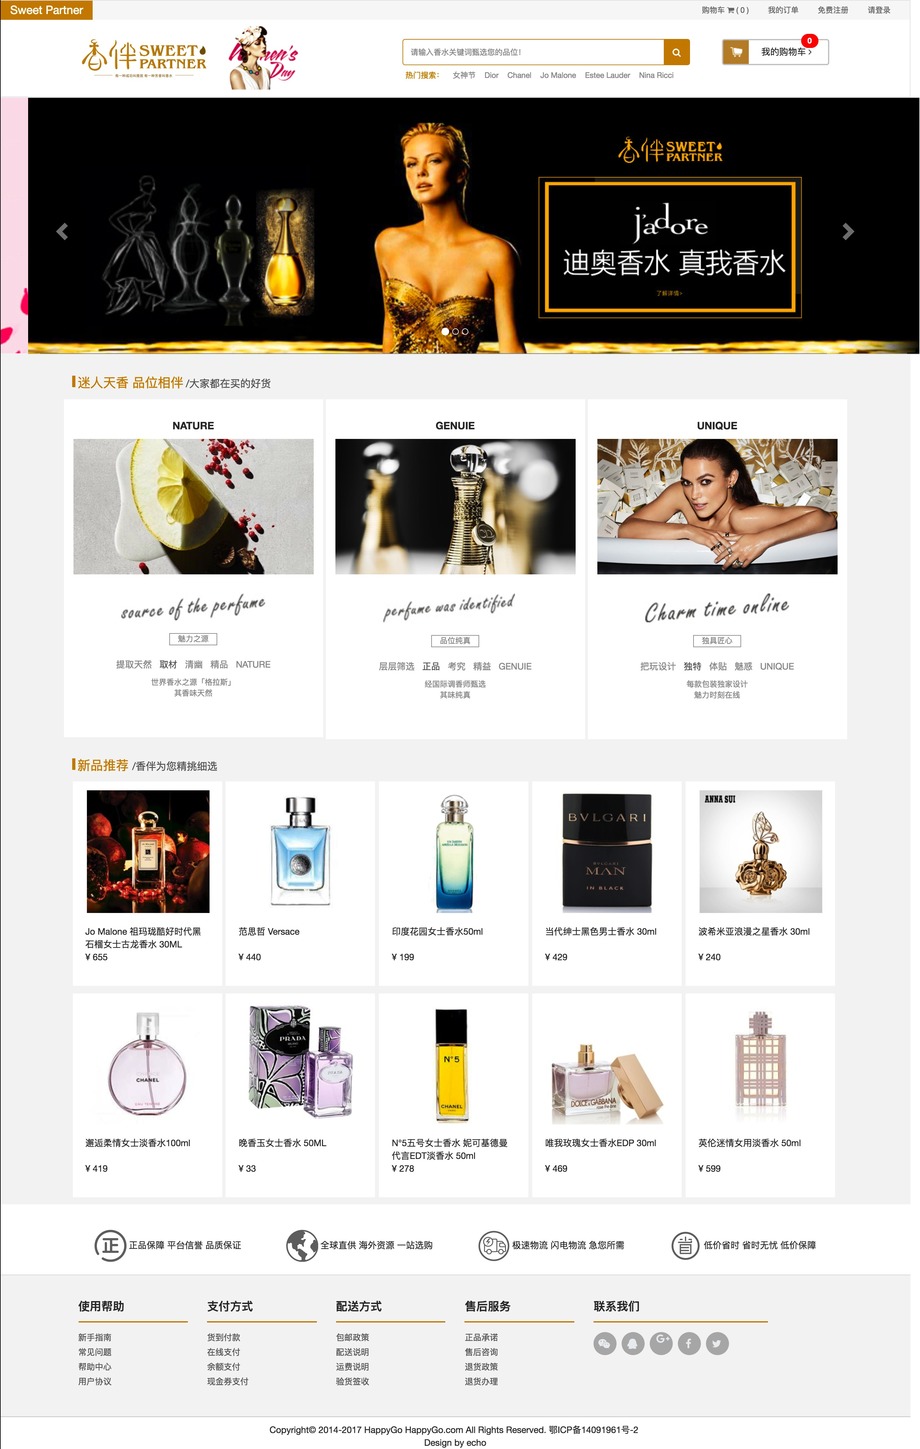 Sweet Partner
购物车 ( 0 ) 我的订单 免费注册 请登录
香伴 SWEET PARTNER
Women's Day
请输入香水关键词甄选您的品位!
我的购物车 ›
0
热门搜索: 女神节 Dior Chanel Jo Malone Estee Lauder Nina Ricci
香伴 SWEET PARTNER
j'adore
迪奥香水 真我香水
了解详情>
迷人天香 品位相伴 /大家都在买的好货
NATURE
source of the perfume
魅力之源
提取天然 取材 清幽 精品 NATURE
世界香水之源「格拉斯」
其香味天然
GENUIE
perfume was identified
品位纯真
层层筛选 正品 考究 精益 GENUIE
经国际调香师甄选
其味纯真
UNIQUE
Charm time online
独具匠心
把玩设计 独特 体贴 魅惑 UNIQUE
每款包装独家设计
魅力时刻在线
新品推荐 /香伴为您精挑细选
Jo Malone 祖玛珑酷好时代黑
石榴女士古龙香水 30ML
¥ 655
范思哲 Versace
¥ 440
印度花园女士香水50ml
¥ 199
BVLGARI
BVLGARI
MAN
IN BLACK
当代绅士黑色男士香水 30ml
¥ 429
ANNA SUI
波希米亚浪漫之星香水 30ml
¥ 240
CHANCE
CHANEL
邂逅柔情女士淡香水100ml
¥ 419
PRADA
PRADA
晚香玉女士香水 50ML
¥ 33
N°5
CHANEL
N°5五号女士香水 妮可基德曼
代言EDT淡香水 50ml
¥ 278
DOLCE&GABBANA
唯我玫瑰女士香水EDP 30ml
¥ 469
英伦迷情女用淡香水 50ml
¥ 599
正 正品保障 平台信誉 品质保证
全球直供 海外资源 一站选购
极速物流 闪电物流 急您所需
省 低价省时 省时无忧 低价保障
使用帮助
新手指南
常见问题
帮助中心
用户协议
支付方式
货到付款
在线支付
余额支付
现金券支付
配送方式
包邮政策
配送说明
运费说明
验货签收
售后服务
正品承诺
售后咨询
退货政策
退货办理
联系我们
G+
Copyright© 2014-2017 HappyGo HappyGo.com All Rights Reserved. 鄂ICP备14091961号-2
Design by echo